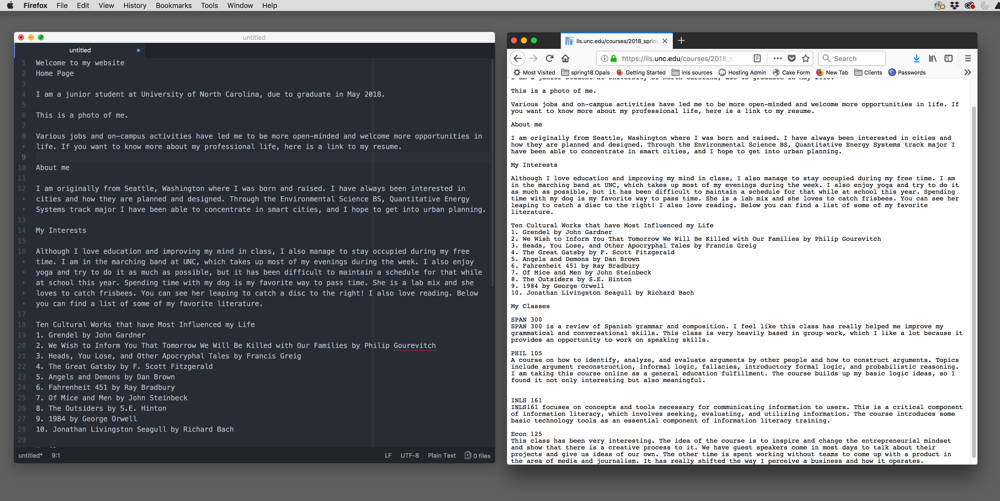 Firefox File Edit View History Bookmarks Tools Window Help
untitled
untitled
1 Welcome to my website
2 Home Page
3
4 I am a junior student at University of North Carolina, due to graduate in May 2018.
5
6 This is a photo of me.
7
8 Various jobs and on-campus activities have led me to be more open-minded and welcome more opportunities in
• life. If you want to know more about my professional life, here is a link to my resume.
9
10 About me
11
12 I am originally from Seattle, Washington where I was born and raised. I have always been interested in
• cities and how they are planned and designed. Through the Environmental Science BS, Quantitative Energy
• Systems track major I have been able to concentrate in smart cities, and I hope to get into urban planning.
13
14 My Interests
15
16 Although I love education and improving my mind in class, I also manage to stay occupied during my free
• time. I am in the marching band at UNC, which takes up most of my evenings during the week. I also enjoy
• yoga and try to do it as much as possible, but it has been difficult to maintain a schedule for that while
• at school this year. Spending time with my dog is my favorite way to pass time. She is a lab mix and she
• loves to catch frisbees. You can see her leaping to catch a disc to the right! I also love reading. Below
• you can find a list of some of my favorite literature.
17
18 Ten Cultural Works that have Most Influenced my Life
19 1. Grendel by John Gardner
20 2. We Wish to Inform You That Tomorrow We Will Be Killed with Our Families by Philip Gourevitch
21 3. Heads, You Lose, and Other Apocryphal Tales by Francis Greig
22 4. The Great Gatsby by F. Scott Fitzgerald
23 5. Angels and Demons by Dan Brown
24 6. Fahrenheit 451 by Ray Bradbury
25 7. Of Mice and Men by John Steinbeck
26 8. The Outsiders by S.E. Hinton
27 9. 1984 by George Orwell
28 10. Jonathan Livingston Seagull by Richard Bach
29
untitled* 9:1 LF UTF-8 Plain Text 0 files
ils.unc.edu/courses/2018_spring
https://ils.unc.edu/courses/2018_sp Search
Most Visited spring18 Opals Getting Started inls sources Hosting Admin Cake Form New Tab Clients Passwords
I am a junior student at University of North Carolina, due to graduate in May 2018.
This is a photo of me.
Various jobs and on-campus activities have led me to be more open-minded and welcome more opportunities in life. If
you want to know more about my professional life, here is a link to my resume.
About me
I am originally from Seattle, Washington where I was born and raised. I have always been interested in cities and
how they are planned and designed. Through the Environmental Science BS, Quantitative Energy Systems track major I
have been able to concentrate in smart cities, and I hope to get into urban planning.
My Interests
Although I love education and improving my mind in class, I also manage to stay occupied during my free time. I am
in the marching band at UNC, which takes up most of my evenings during the week. I also enjoy yoga and try to do it
as much as possible, but it has been difficult to maintain a schedule for that while at school this year. Spending
time with my dog is my favorite way to pass time. She is a lab mix and she loves to catch frisbees. You can see her
leaping to catch a disc to the right! I also love reading. Below you can find a list of some of my favorite
literature.
Ten Cultural Works that have Most Influenced my Life
1. Grendel by John Gardner
2. We Wish to Inform You That Tomorrow We Will Be Killed with Our Families by Philip Gourevitch
3. Heads, You Lose, and Other Apocryphal Tales by Francis Greig
4. The Great Gatsby by F. Scott Fitzgerald
5. Angels and Demons by Dan Brown
6. Fahrenheit 451 by Ray Bradbury
7. Of Mice and Men by John Steinbeck
8. The Outsiders by S.E. Hinton
9. 1984 by George Orwell
10. Jonathan Livingston Seagull by Richard Bach
My Classes
SPAN 300
SPAN 300 is a review of Spanish grammar and composition. I feel like this class has really helped me improve my
grammatical and conversational skills. This class is very heavily based in group work, which I like a lot because it
provides an opportunity to work on speaking skills.
PHIL 105
A course on how to identify, analyze, and evaluate arguments by other people and how to construct arguments. Topics
include argument reconstruction, informal logic, fallacies, introductory formal logic, and probabilistic reasoning.
I am taking this course online as a general education fulfillment. The course builds up my basic logic ideas, so I
found it not only interesting but also meaningful.
INLS 161
INLS161 focuses on concepts and tools necessary for communicating information to users. This is a critical component
of information literacy, which involves seeking, evaluating, and utilizing information. The course introduces some
basic technology tools as an essential component of information literacy training.
Econ 125
This class has been very interesting. The idea of the course is to inspire and change the entrepreneurial mindset
and show that there is a creative process to it. We have guest speakers come in most days to talk about their
projects and give us ideas of our own. The other time is spent working without teams to come up with a product in
the area of media and journalism. It has really shifted the way I perceive a business and how it operates.